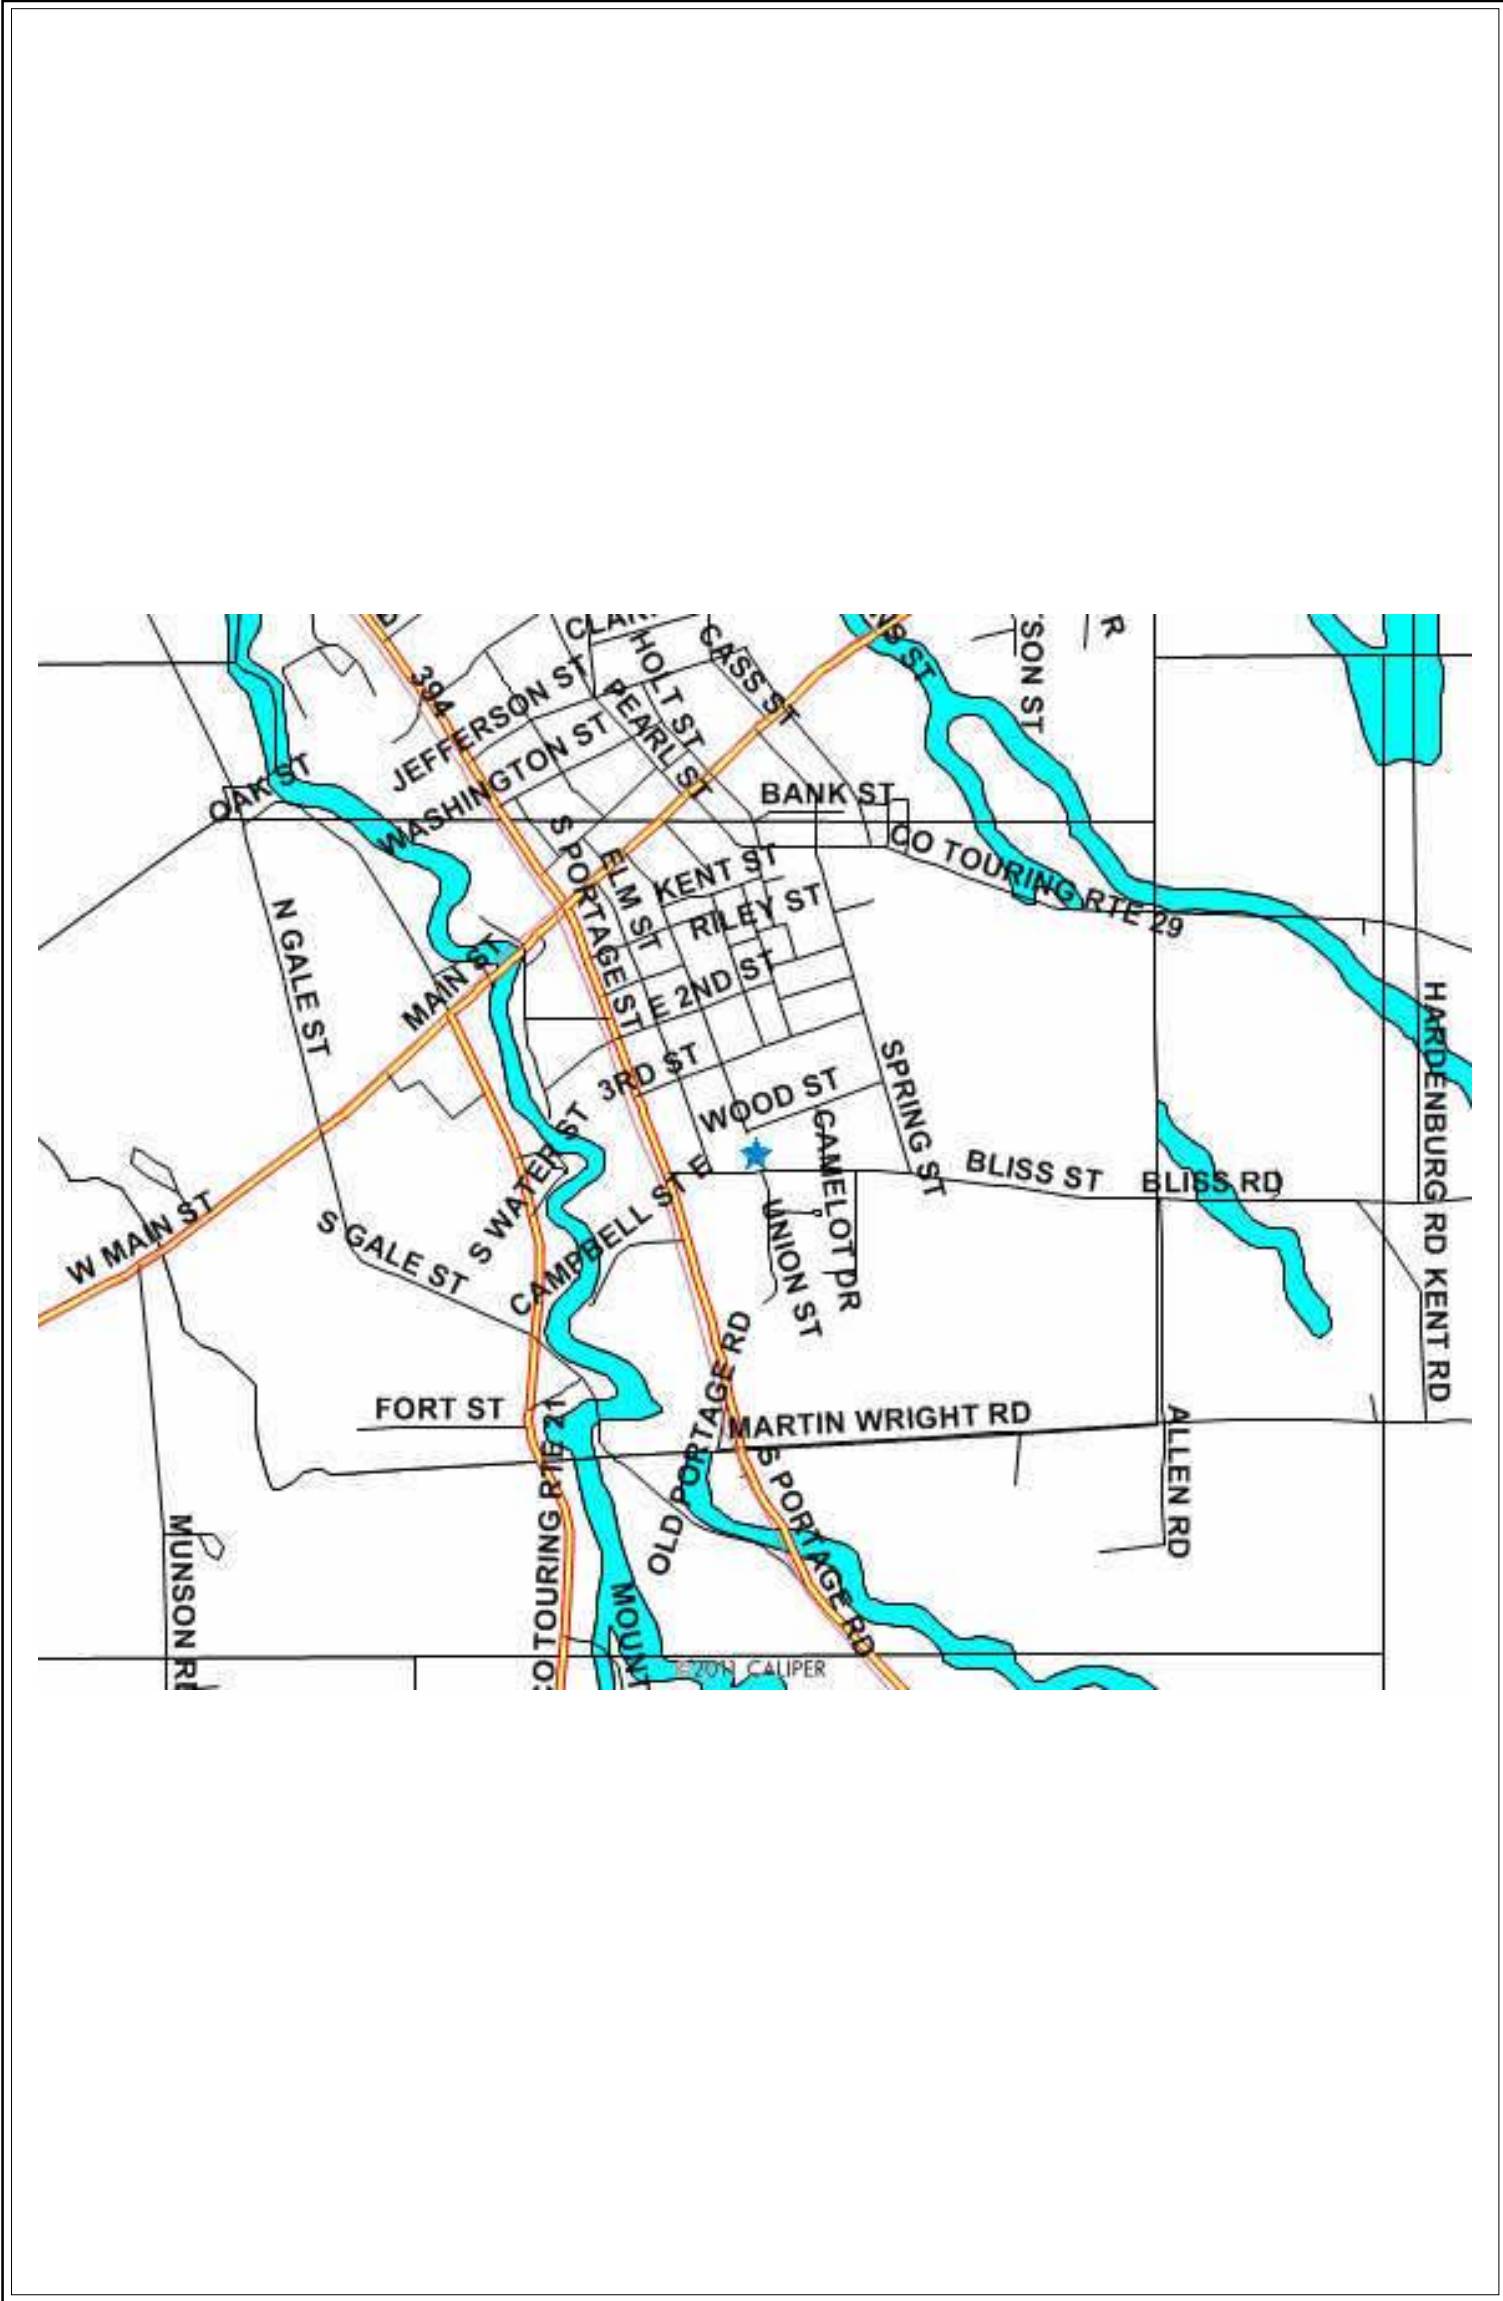 CASS ST
HOLT ST
NS ST
SON ST
R
394
JEFFERSON ST
PEARL ST
WASHINGTON ST
OAK ST
BANK ST
S PORTAGE ST
ELM ST
KENT ST
CO TOURING RTE 29
RILEY ST
N GALE ST
MAIN ST
E 2ND ST
HARDENBURG RD
3RD ST
WOOD ST
SPRING ST
CAMELOT DR
S WATER ST
E
BLISS ST
BLISS RD
W MAIN ST
S GALE ST
CAMPBELL ST
UNION ST
KENT RD
OLD PORTAGE RD
FORT ST
MARTIN WRIGHT RD
ALLEN RD
CO TOURING RTE 21
S PORTAGE RD
MUNSON RD
MOUNT
©2011 CALIPER